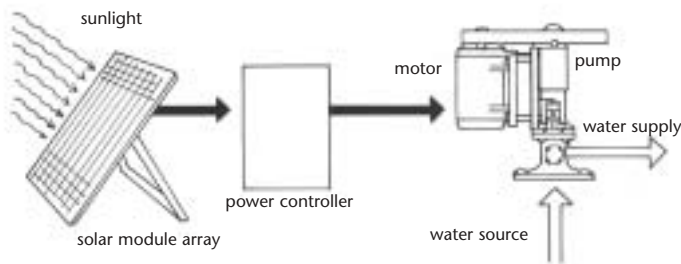 sunlight
motor
pump
water supply
power controller
solar module array
water source